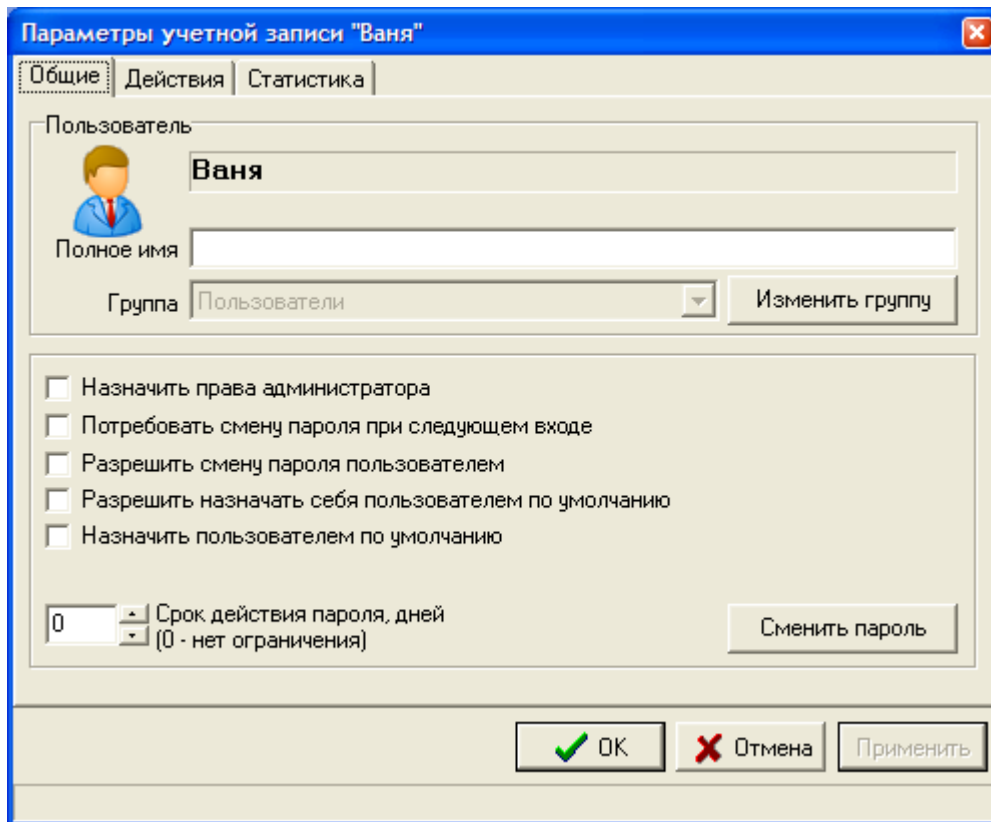 Параметры учетной записи "Ваня"
Общие Действия Статистика
Пользователь
Ваня
Полное имя
Группа Пользователи Изменить группу
Назначить права администратора
Потребовать смену пароля при следующем входе
Разрешить смену пароля пользователем
Разрешить назначать себя пользователем по умолчанию
Назначить пользователем по умолчанию
0 Срок действия пароля, дней
(0 - нет ограничения)
Сменить пароль
OK Отмена Применить